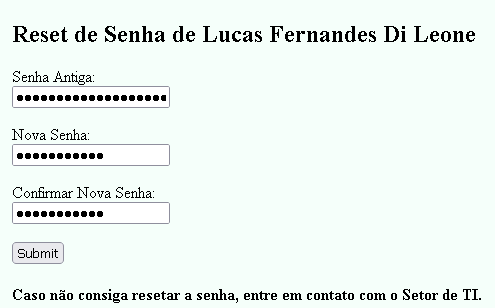 Reset de Senha de Lucas Fernandes Di Leone
Senha Antiga:
Nova Senha:
Confirmar Nova Senha:
Submit
Caso não consiga resetar a senha, entre em contato com o Setor de TI.